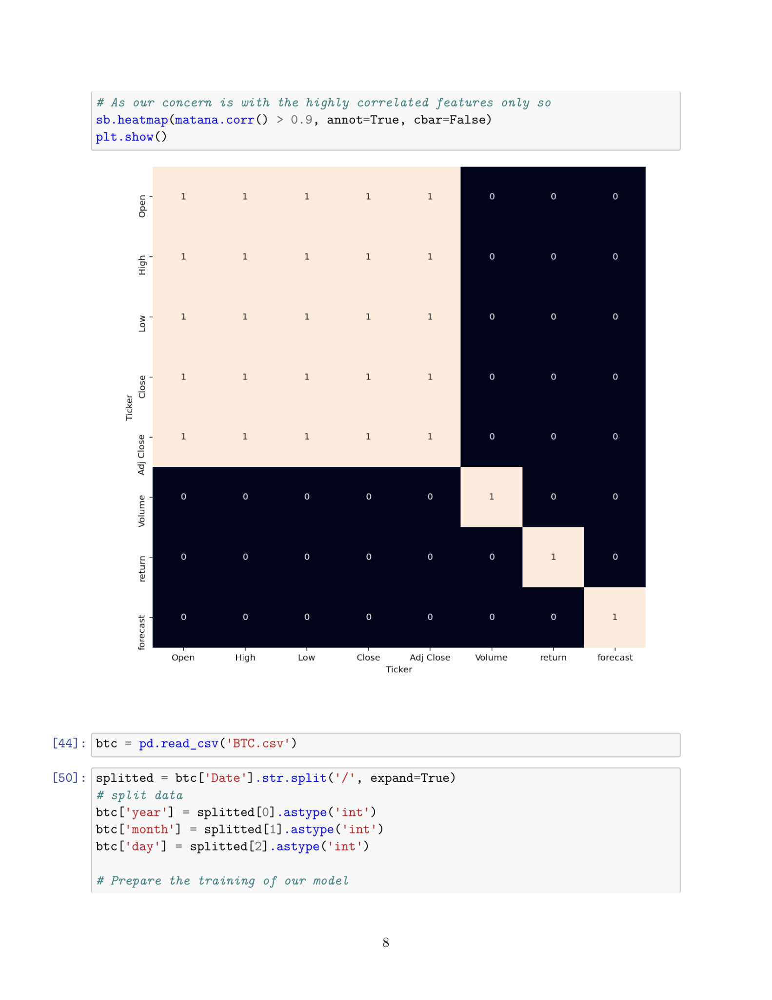 # As our concern is with the highly correlated features only so
sb.heatmap(matana.corr() > 0.9, annot=True, cbar=False)
plt.show()
Open 1 1 1 1 1 0 0 0
High 1 1 1 1 1 0 0 0
Low 1 1 1 1 1 0 0 0
Close 1 1 1 1 1 0 0 0
Ticker
Adj Close 1 1 1 1 1 0 0 0
Volume 0 0 0 0 0 1 0 0
return 0 0 0 0 0 0 1 0
forecast 0 0 0 0 0 0 0 1
Open High Low Close Adj Close Volume return forecast
Ticker
[44]: btc = pd.read_csv('BTC.csv')
[50]: splitted = btc['Date'].str.split('/', expand=True)
# split data
btc['year'] = splitted[0].astype('int')
btc['month'] = splitted[1].astype('int')
btc['day'] = splitted[2].astype('int')
# Prepare the training of our model
8